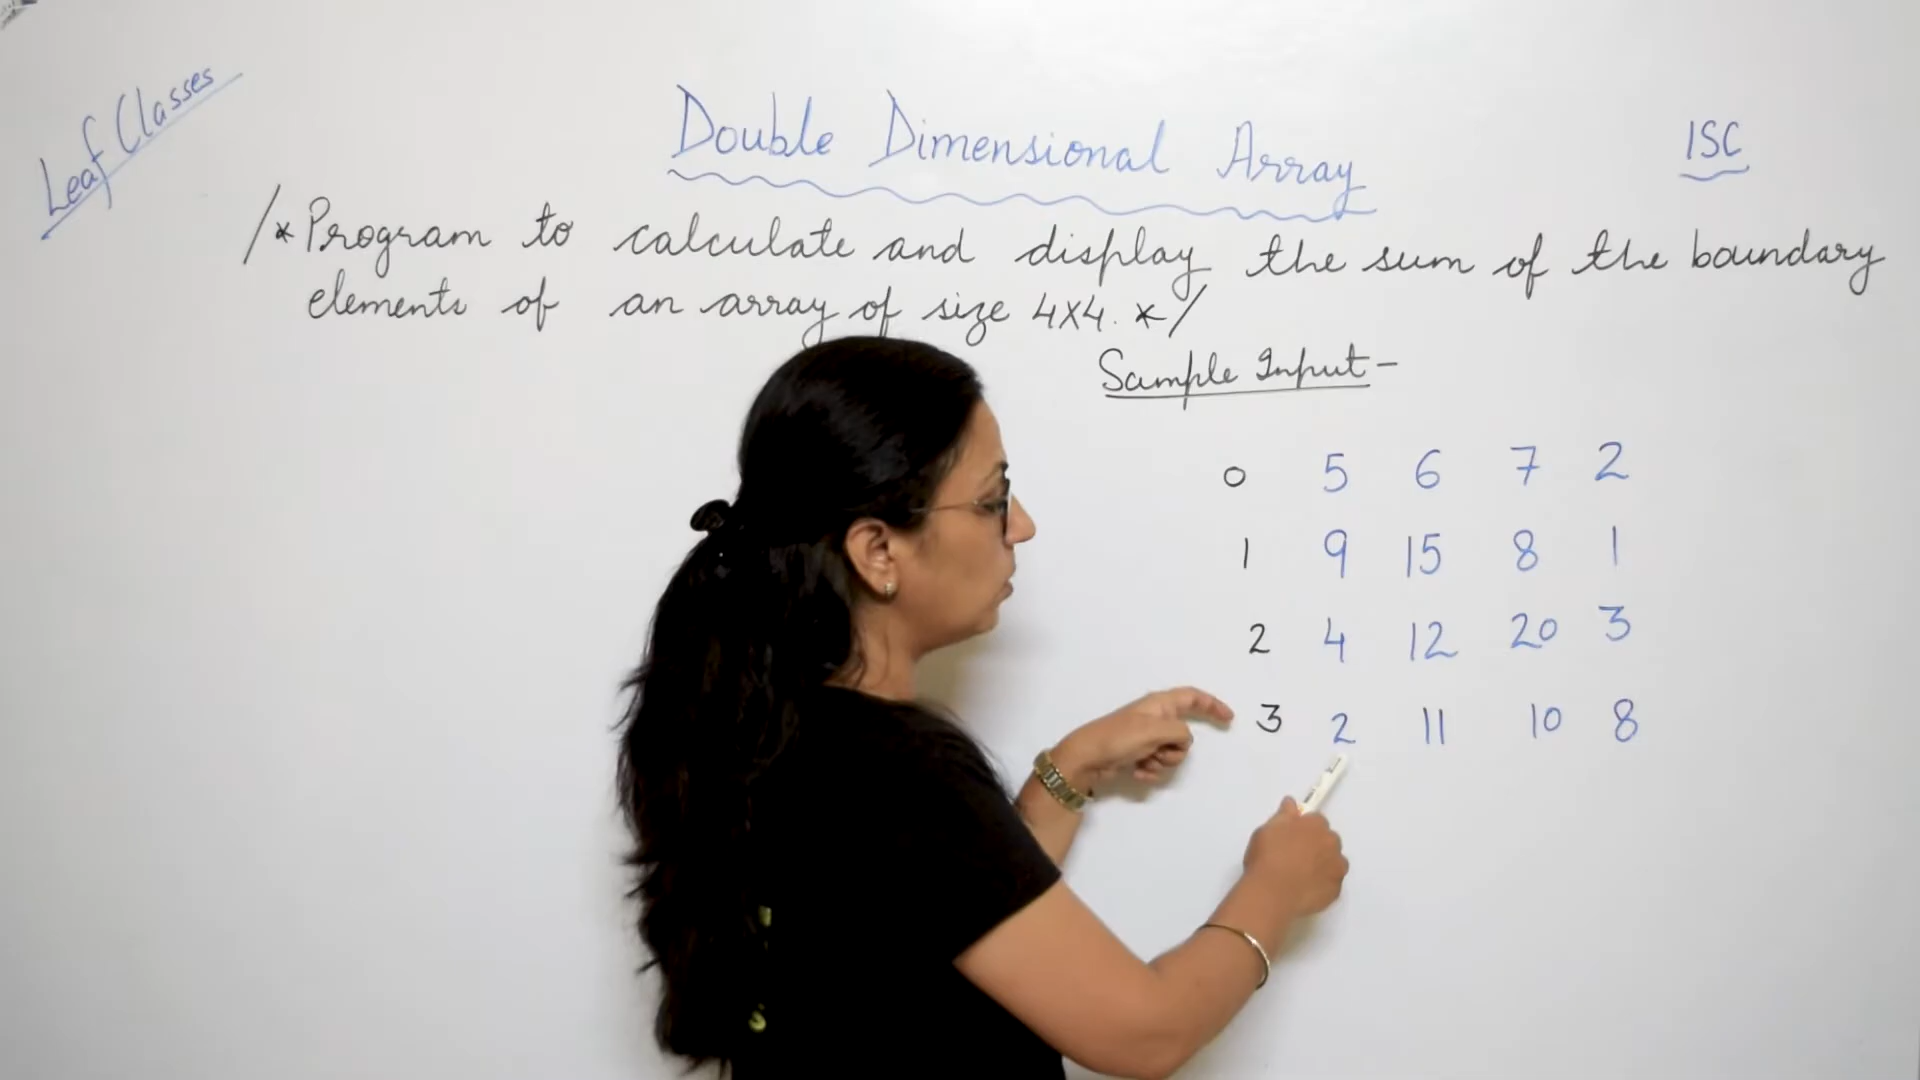 Leaf Classes
Double Dimensional Array
ISC
/* Program to calculate and display the sum of the boundary
elements of an array of size 4X4. */
Sample Input -
0 5 6 7 2
1 9 15 8 1
2 4 12 20 3
3 2 11 10 8